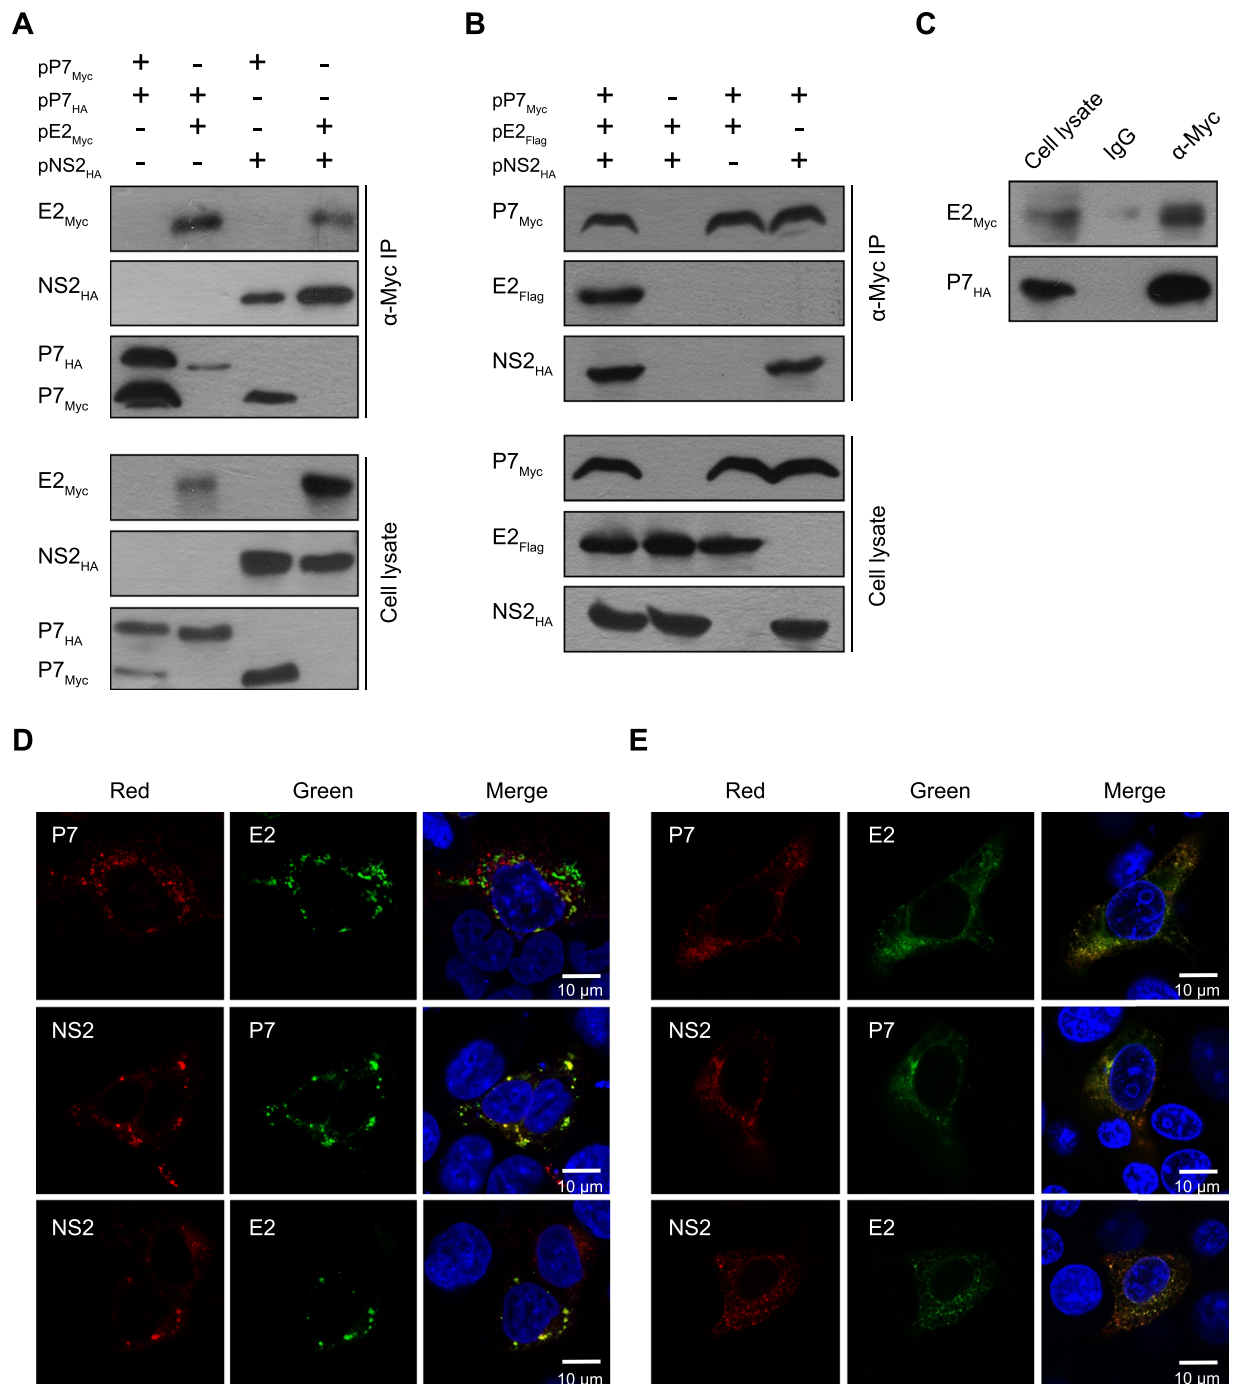 A
pP7Myc + - + -
pP7HA + + - -
pE2Myc - + - +
pNS2HA - - + +
E2Myc
NS2HA
P7HA
P7Myc
α-Myc IP
E2Myc
NS2HA
P7HA
P7Myc
Cell lysate
B
pP7Myc + - + +
pE2Flag + + + -
pNS2HA + + - +
P7Myc
E2Flag
NS2HA
α-Myc IP
P7Myc
E2Flag
NS2HA
Cell lysate
C
Cell lysate IgG α-Myc
E2Myc
P7HA
D
Red Green Merge
P7 E2
10 µm
NS2 P7
10 µm
NS2 E2
10 µm
E
Red Green Merge
P7 E2
10 µm
NS2 P7
10 µm
NS2 E2
10 µm